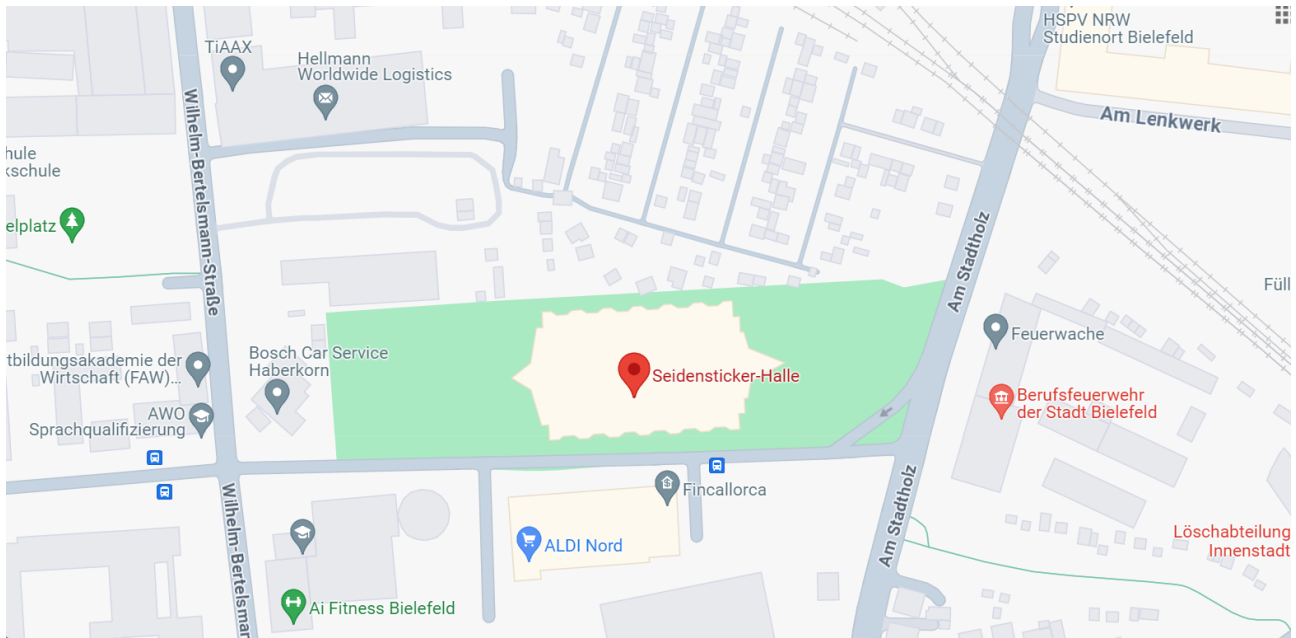 HSPV NRW
Studienort Bielefeld
TiAAX
Hellmann
Worldwide Logistics
Wilhelm-Bertelsmann-Straße
Am Lenkwerk
hule
kschule
elplatz
Am Stadtholz
Füll
Feuerwache
Bosch Car Service
Haberkorn
tbildungsakademie der
Wirtschaft (FAW)...
Seidensticker-Halle
Berufsfeuerwehr
der Stadt Bielefeld
AWO
Sprachqualifizierung
Fincallorca
Am Stadtholz
Wilhelm-Bertelsmar
ALDI Nord
Löschabteilung
Innenstadt
Ai Fitness Bielefeld